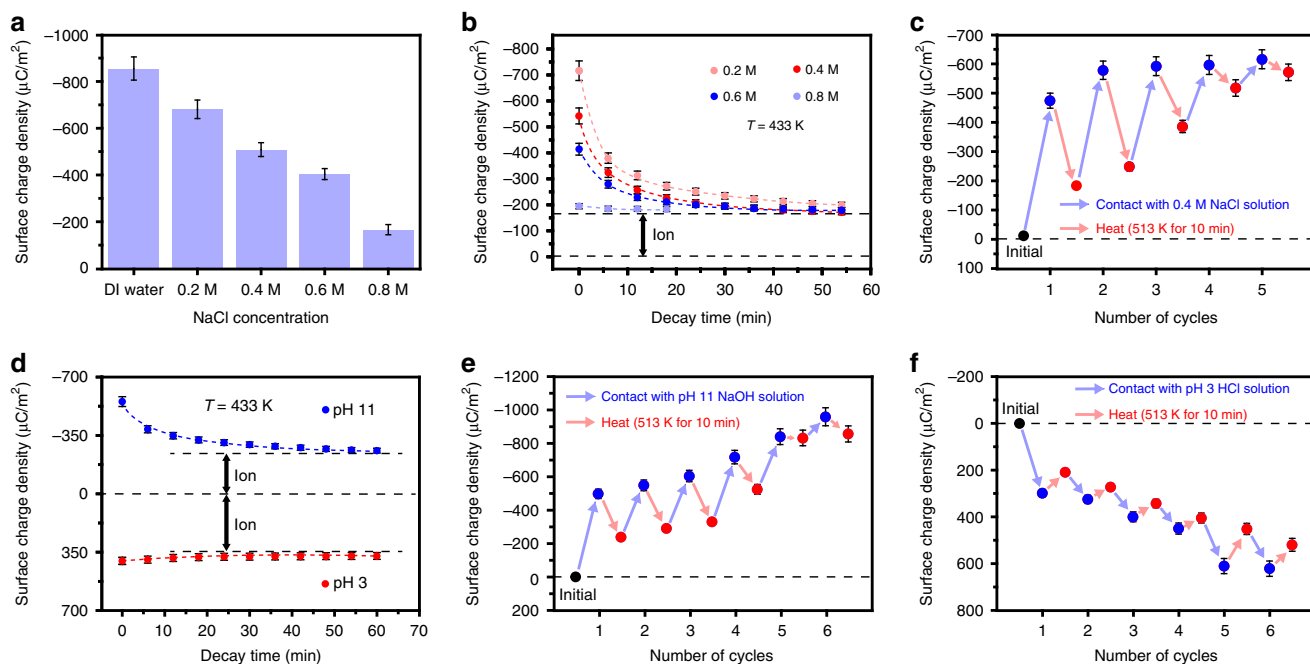 a
Surface charge density (μC/m²)
–1000
–800
–600
–400
–200
0
DI water
0.2 M
0.4 M
0.6 M
0.8 M
NaCl concentration
b
Surface charge density (μC/m²)
–800
–700
–600
–500
–400
–300
–200
–100
0
0.2 M
0.4 M
0.6 M
0.8 M
T = 433 K
Ion
0
10
20
30
40
50
60
Decay time (min)
c
Surface charge density (μC/m²)
–700
–600
–500
–400
–300
–200
–100
0
100
Contact with 0.4 M NaCl solution
Heat (513 K for 10 min)
Initial
1
2
3
4
5
Number of cycles
d
Surface charge density (μC/m²)
–700
–350
0
350
700
T = 433 K
pH 11
Ion
Ion
pH 3
0
10
20
30
40
50
60
70
Decay time (min)
e
Surface charge density (μC/m²)
–1200
–1000
–800
–600
–400
–200
0
200
Contact with pH 11 NaOH solution
Heat (513 K for 10 min)
Initial
1
2
3
4
5
6
Number of cycles
f
Surface charge density (μC/m²)
–200
0
200
400
600
800
Contact with pH 3 HCl solution
Heat (513 K for 10 min)
Initial
1
2
3
4
5
6
Number of cycles